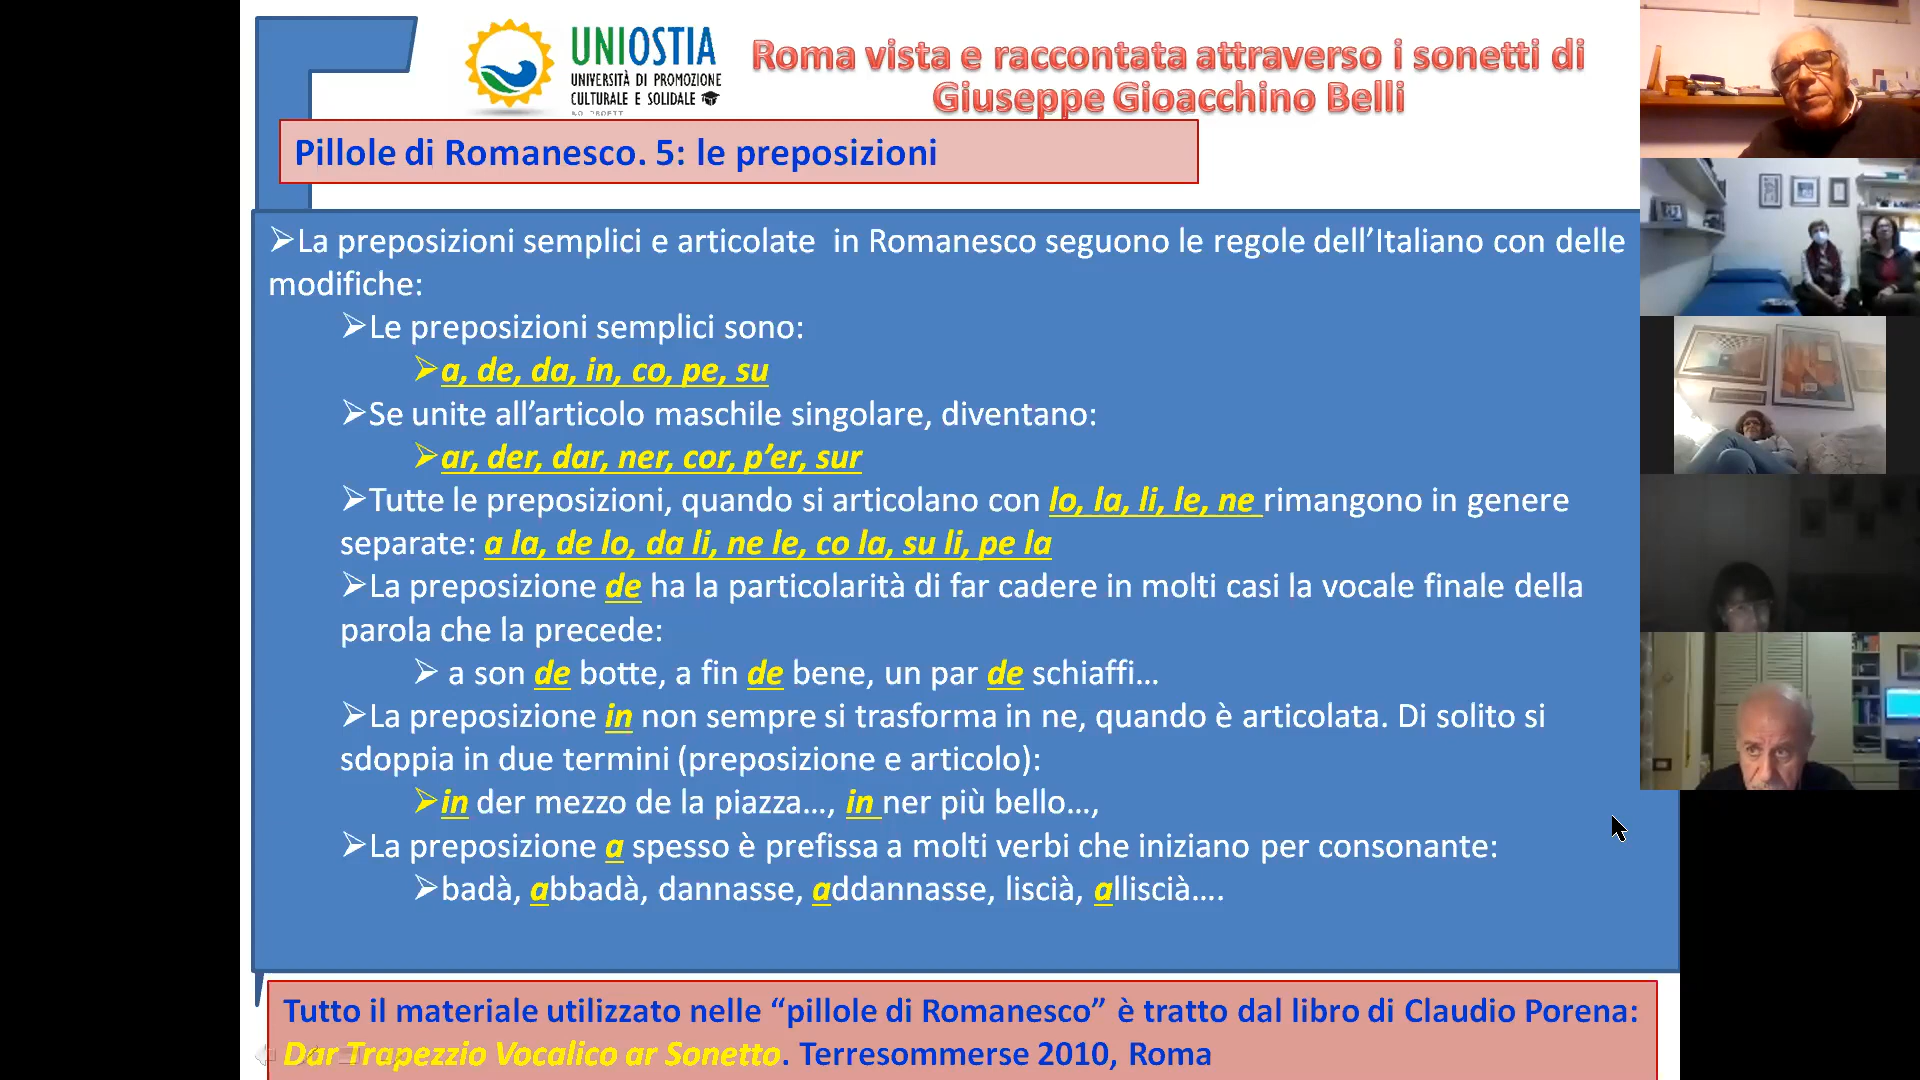 UNIOSTIA
UNIVERSITÀ DI PROMOZIONE
CULTURALE E SOLIDALE
Roma vista e raccontata attraverso i sonetti di
Giuseppe Gioacchino Belli
Pillole di Romanesco. 5: le preposizioni
➢La preposizioni semplici e articolate in Romanesco seguono le regole dell’Italiano con delle
modifiche:
➢Le preposizioni semplici sono:
➢a, de, da, in, co, pe, su
➢Se unite all’articolo maschile singolare, diventano:
➢ar, der, dar, ner, cor, p’er, sur
➢Tutte le preposizioni, quando si articolano con lo, la, li, le, ne rimangono in genere
separate: a la, de lo, da li, ne le, co la, su li, pe la
➢La preposizione de ha la particolarità di far cadere in molti casi la vocale finale della
parola che la precede:
➢ a son de botte, a fin de bene, un par de schiaffi…
➢La preposizione in non sempre si trasforma in ne, quando è articolata. Di solito si
sdoppia in due termini (preposizione e articolo):
➢in der mezzo de la piazza…, in ner più bello…,
➢La preposizione a spesso è prefissa a molti verbi che iniziano per consonante:
➢badà, abbadà, dannasse, addannasse, liscià, alliscià….
Tutto il materiale utilizzato nelle “pillole di Romanesco” è tratto dal libro di Claudio Porena:
Dar Trapezzio Vocalico ar Sonetto. Terresommerse 2010, Roma